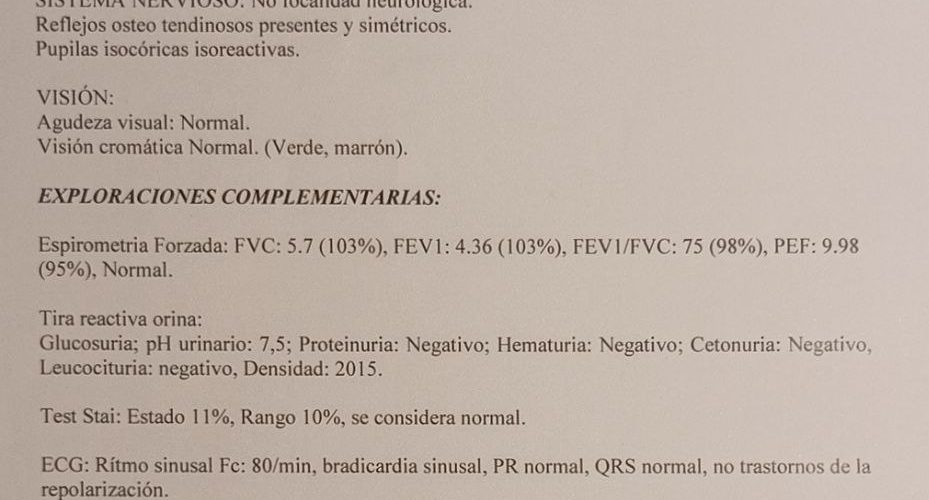 SISTEMA NERVIOSO: No focalidad neurológica.
Reflejos osteo tendinosos presentes y simétricos.
Pupilas isocóricas isoreactivas.
VISIÓN:
Agudeza visual: Normal.
Visión cromática Normal. (Verde, marrón).
EXPLORACIONES COMPLEMENTARIAS:
Espirometria Forzada: FVC: 5.7 (103%), FEV1: 4.36 (103%), FEV1/FVC: 75 (98%), PEF: 9.98
(95%), Normal.
Tira reactiva orina:
Glucosuria; pH urinario: 7,5; Proteinuria: Negativo; Hematuria: Negativo; Cetonuria: Negativo,
Leucocituria: negativo, Densidad: 2015.
Test Stai: Estado 11%, Rango 10%, se considera normal.
ECG: Rítmo sinusal Fc: 80/min, bradicardia sinusal, PR normal, QRS normal, no trastornos de la
repolarización.